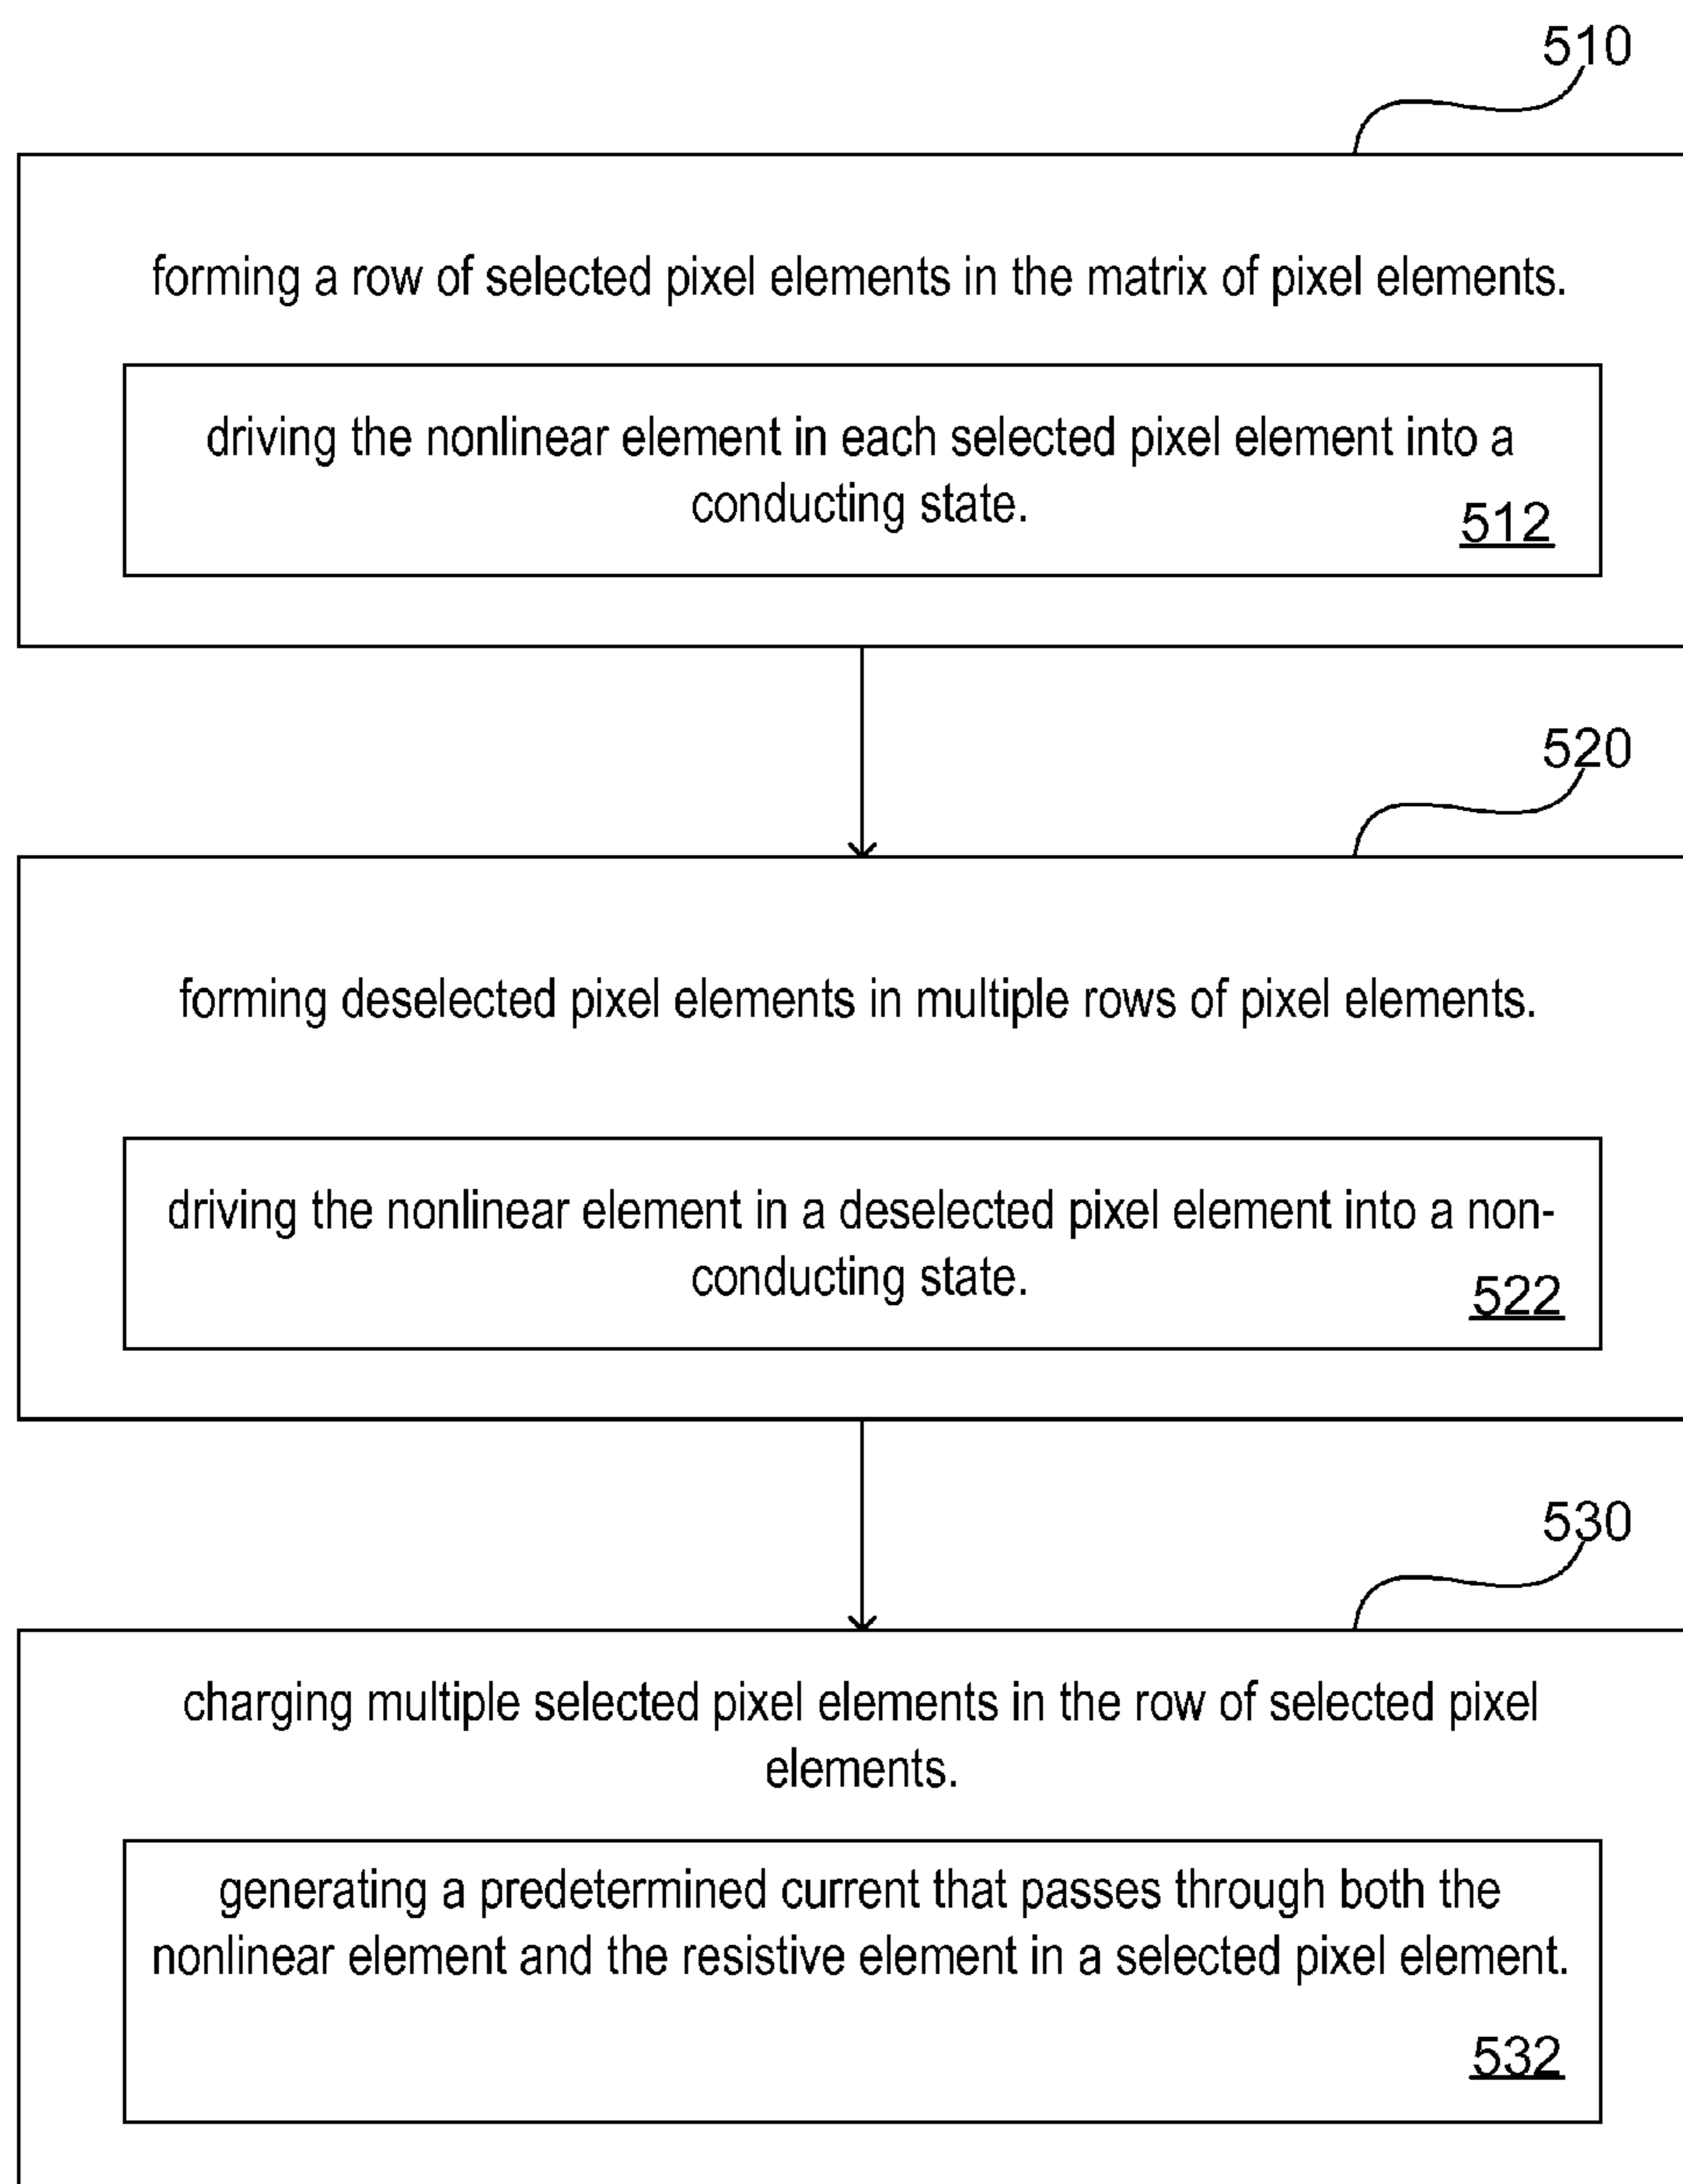 510
forming a row of selected pixel elements in the matrix of pixel elements.
driving the nonlinear element in each selected pixel element into a
conducting state.
512
520
forming deselected pixel elements in multiple rows of pixel elements.
driving the nonlinear element in a deselected pixel element into a non-
conducting state.
522
530
charging multiple selected pixel elements in the row of selected pixel
elements.
generating a predetermined current that passes through both the
nonlinear element and the resistive element in a selected pixel element.
532